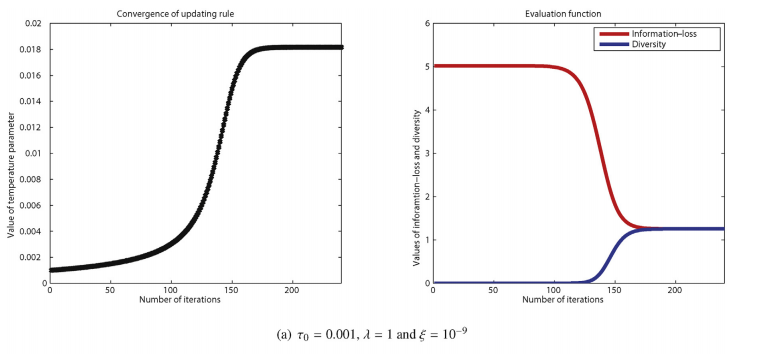 Convergence of updating rule
0.02
0.018
0.016
0.014
0.012
0.01
0.008
0.006
0.004
0.002
0
Value of temperature parameter
0 50 100 150 200
Number of iterations
Evaluation function
6
5
4
3
2
1
0
Values of inforamtion-loss and diversity
Information-loss
Diversity
0 50 100 150 200
Number of iterations
(a) τ₀ = 0.001, λ = 1 and ξ = 10⁻⁹